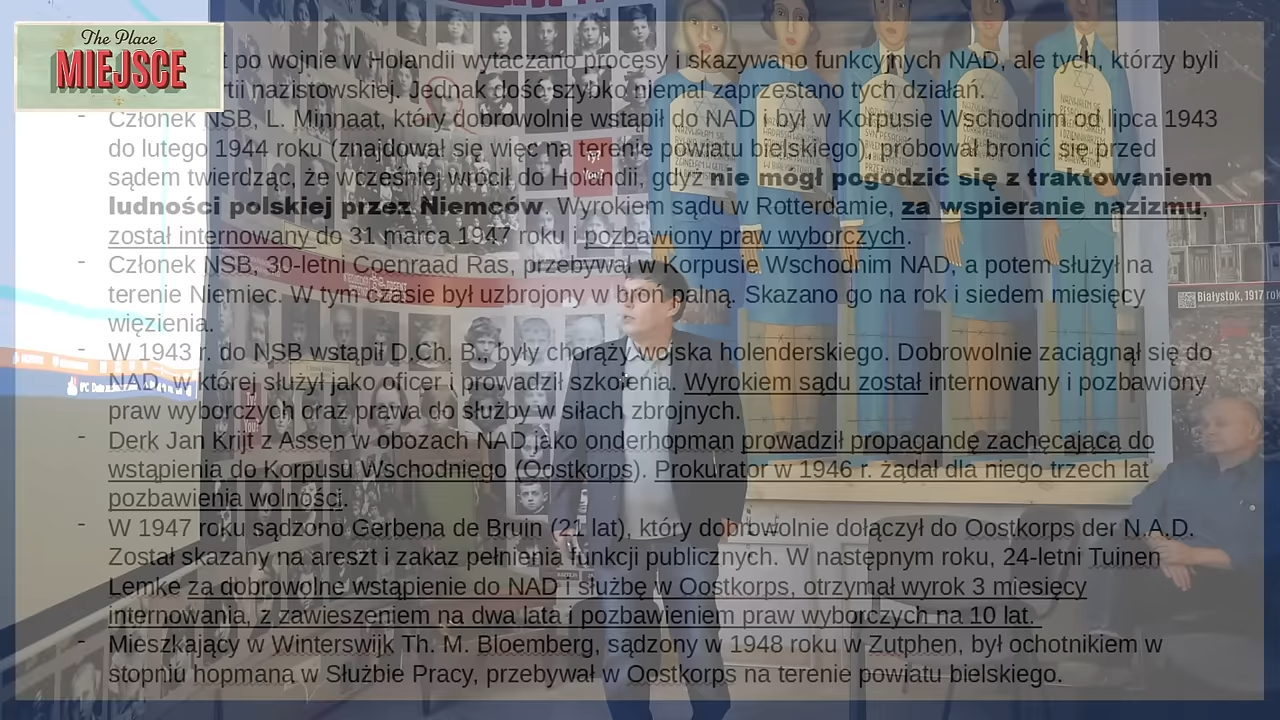 The Place
MIEJSCE
t po wojnie w Holandii wytaczano procesy i skazywano funkcyjnych NAD, ale tych, którzy byli
rtii nazistowskiej. Jednak dość szybko niemal zaprzestano tych działań.
- Członek NSB, L. Minnaat, który dobrowolnie wstąpił do NAD i był w Korpusie Wschodnim od lipca 1943
do lutego 1944 roku (znajdował się więc na terenie powiatu bielskiego), próbował bronić się przed
sądem twierdząc, że wcześniej wrócił do Holandii, gdyż nie mógł pogodzić się z traktowaniem
ludności polskiej przez Niemców. Wyrokiem sądu w Rotterdamie, za wspieranie nazizmu,
został internowany do 31 marca 1947 roku i pozbawiony praw wyborczych.
- Członek NSB, 30-letni Coenraad Ras, przebywał w Korpusie Wschodnim NAD, a potem służył na
terenie Niemiec. W tym czasie był uzbrojony w broń palną. Skazano go na rok i siedem miesięcy
więzienia.
- W 1943 r. do NSB wstąpił D.Ch. B., były chorąży wojska holenderskiego. Dobrowolnie zaciągnął się do
NAD, w której służył jako oficer i prowadził szkolenia. Wyrokiem sądu został internowany i pozbawiony
praw wyborczych oraz prawa do służby w siłach zbrojnych.
- Derk Jan Krijt z Assen w obozach NAD jako onderhopman prowadził propagandę zachęcającą do
wstąpienia do Korpusu Wschodniego (Oostkorps). Prokurator w 1946 r. żądał dla niego trzech lat
pozbawienia wolności.
- W 1947 roku sądzono Gerbena de Bruin (21 lat), który dobrowolnie dołączył do Oostkorps der N.A.D.
Został skazany na areszt i zakaz pełnienia funkcji publicznych. W następnym roku, 24-letni Tuinen
Lemke za dobrowolne wstąpienie do NAD i służbę w Oostkorps, otrzymał wyrok 3 miesięcy
internowania, z zawieszeniem na dwa lata i pozbawieniem praw wyborczych na 10 lat.
- Mieszkający w Winterswijk Th. M. Bloemberg, sądzony w 1948 roku w Zutphen, był ochotnikiem w
stopniu hopmana w Służbie Pracy, przebywał w Oostkorps na terenie powiatu bielskiego.
Białystok, 1917 rok